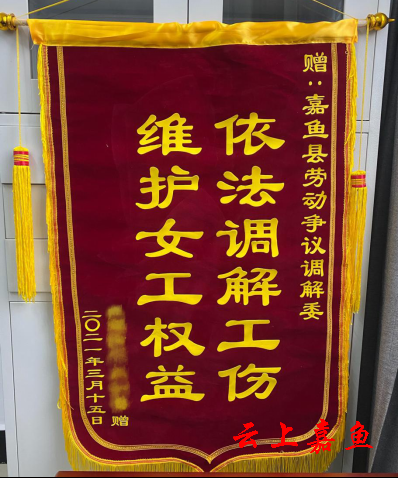 赠：嘉鱼县劳动争议调解委
依法调解工伤
维护女工权益
赠
二〇二一年三月十五日
云上嘉鱼